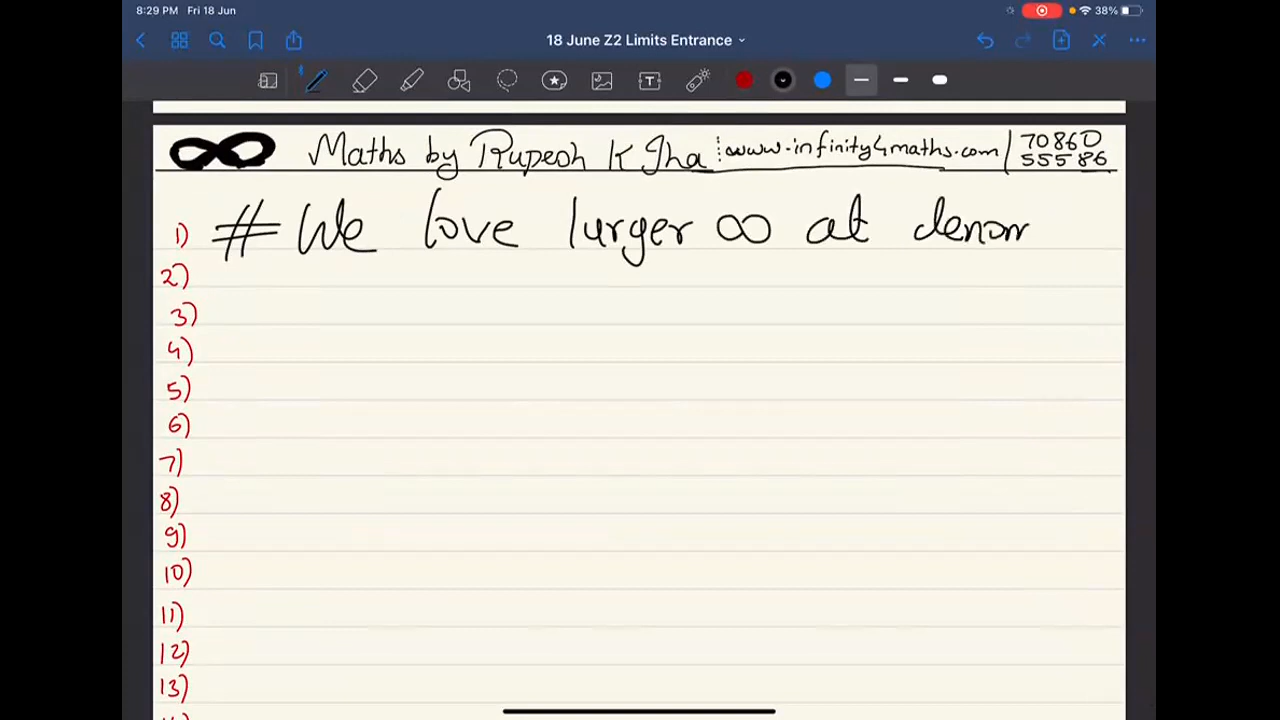 8:29 PM Fri 18 Jun 38%
18 June Z2 Limits Entrance
T
∞ Maths by Rupesh K Jha www.infinity4maths.com 70860
55586
1) # We love larger ∞ at denom
2)
3)
4)
5)
6)
7)
8)
9)
10)
11)
12)
13)